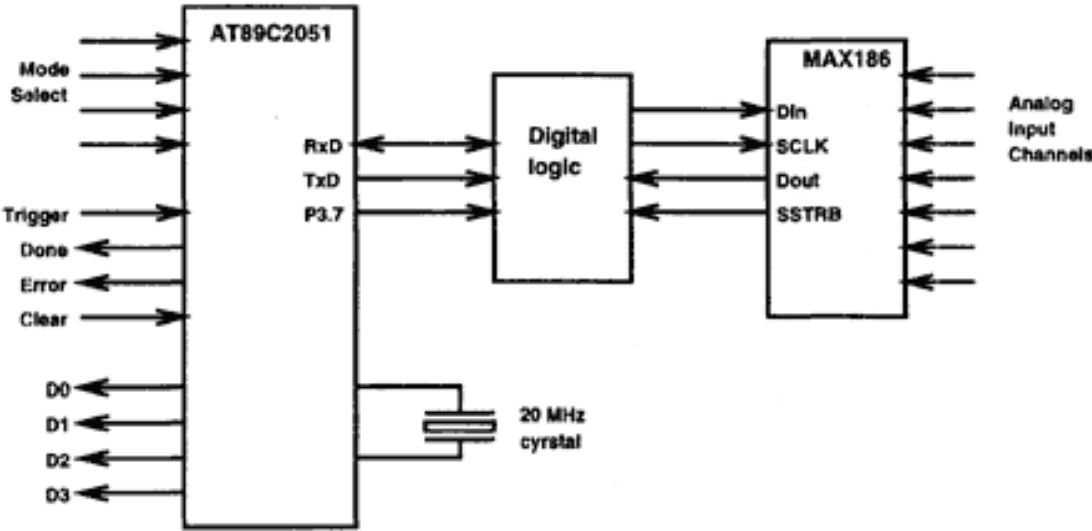 AT89C2051
Mode
Select
Trigger
Done
Error
Clear
D0
D1
D2
D3
RxD
TxD
P3.7
Digital
logic
20 MHz
cyrstal
MAX186
Din
SCLK
Dout
SSTRB
Analog
Input
Channels